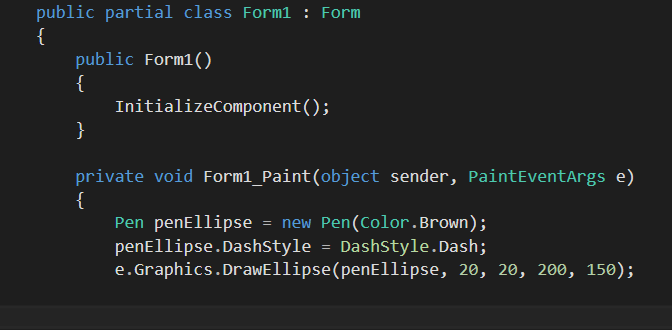 public partial class Form1 : Form
{
public Form1()
{
InitializeComponent();
}
private void Form1_Paint(object sender, PaintEventArgs e)
{
Pen penEllipse = new Pen(Color.Brown);
penEllipse.DashStyle = DashStyle.Dash;
e.Graphics.DrawEllipse(penEllipse, 20, 20, 200, 150);